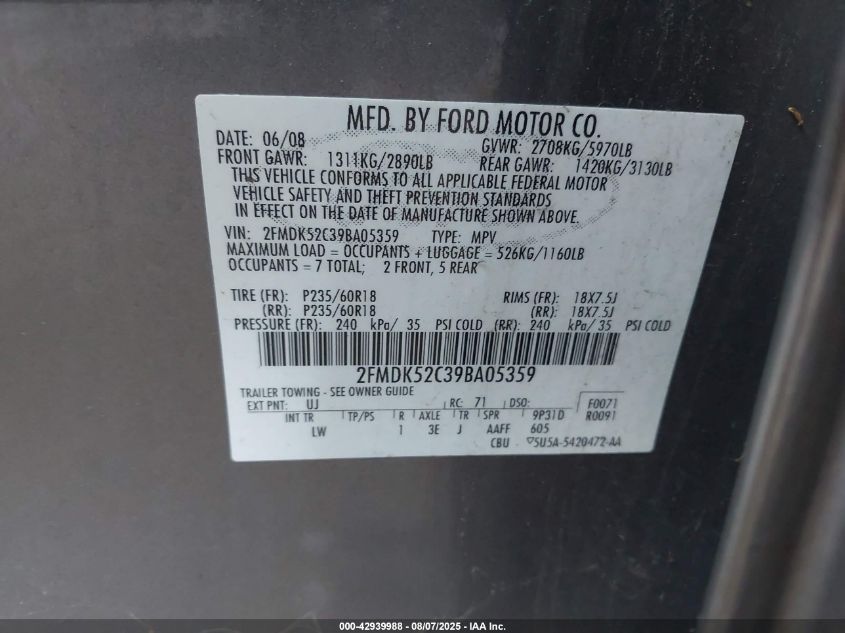 MFD. BY FORD MOTOR CO.
DATE: 06/08 GVWR: 2708KG/5970LB
FRONT GAWR: 1311KG/2890LB REAR GAWR: 1420KG/3130LB
THIS VEHICLE CONFORMS TO ALL APPLICABLE FEDERAL MOTOR
VEHICLE SAFETY AND THEFT PREVENTION STANDARDS
IN EFFECT ON THE DATE OF MANUFACTURE SHOWN ABOVE.
VIN: 2FMDK52C39BA05359 TYPE: MPV
MAXIMUM LOAD = OCCUPANTS + LUGGAGE = 526KG/1160LB
OCCUPANTS = 7 TOTAL; 2 FRONT, 5 REAR
TIRE (FR): P235/60R18 RIMS (FR): 18X7.5J
(RR): P235/60R18 (RR): 18X7.5J
PRESSURE (FR): 240 kPa/ 35 PSI COLD (RR): 240 kPa/ 35 PSI COLD
2FMDK52C39BA05359
TRAILER TOWING - SEE OWNER GUIDE
EXT PNT: UJ RC: 71 DSO: F0071
INT TR TP/PS R AXLE TR SPR 9P31D R0091
LW 1 3E J AAFF 605
CBU 5U5A-5420472-AA
000-42939988 - 08/07/2025 - IAA Inc.